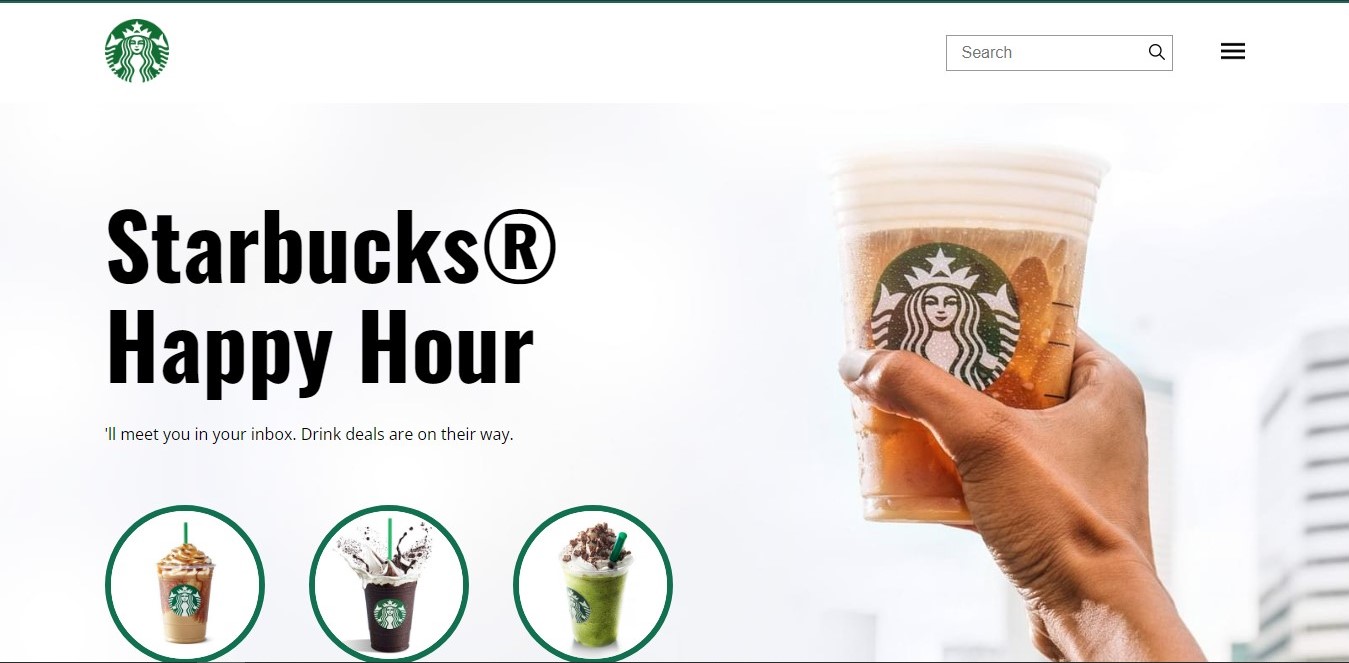 Search
Starbucks®
Happy Hour
'll meet you in your inbox. Drink deals are on their way.